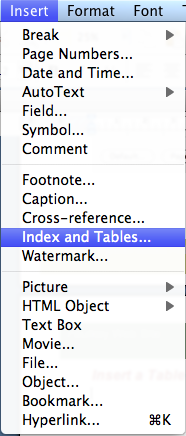 Insert Format Font
Break
Page Numbers...
Date and Time...
AutoText
Field...
Symbol...
Comment
Footnote...
Caption...
Cross-reference...
Index and Tables...
Watermark...
Picture
HTML Object
Text Box
Movie...
File...
Object...
Bookmark...
Hyperlink... ⌘K